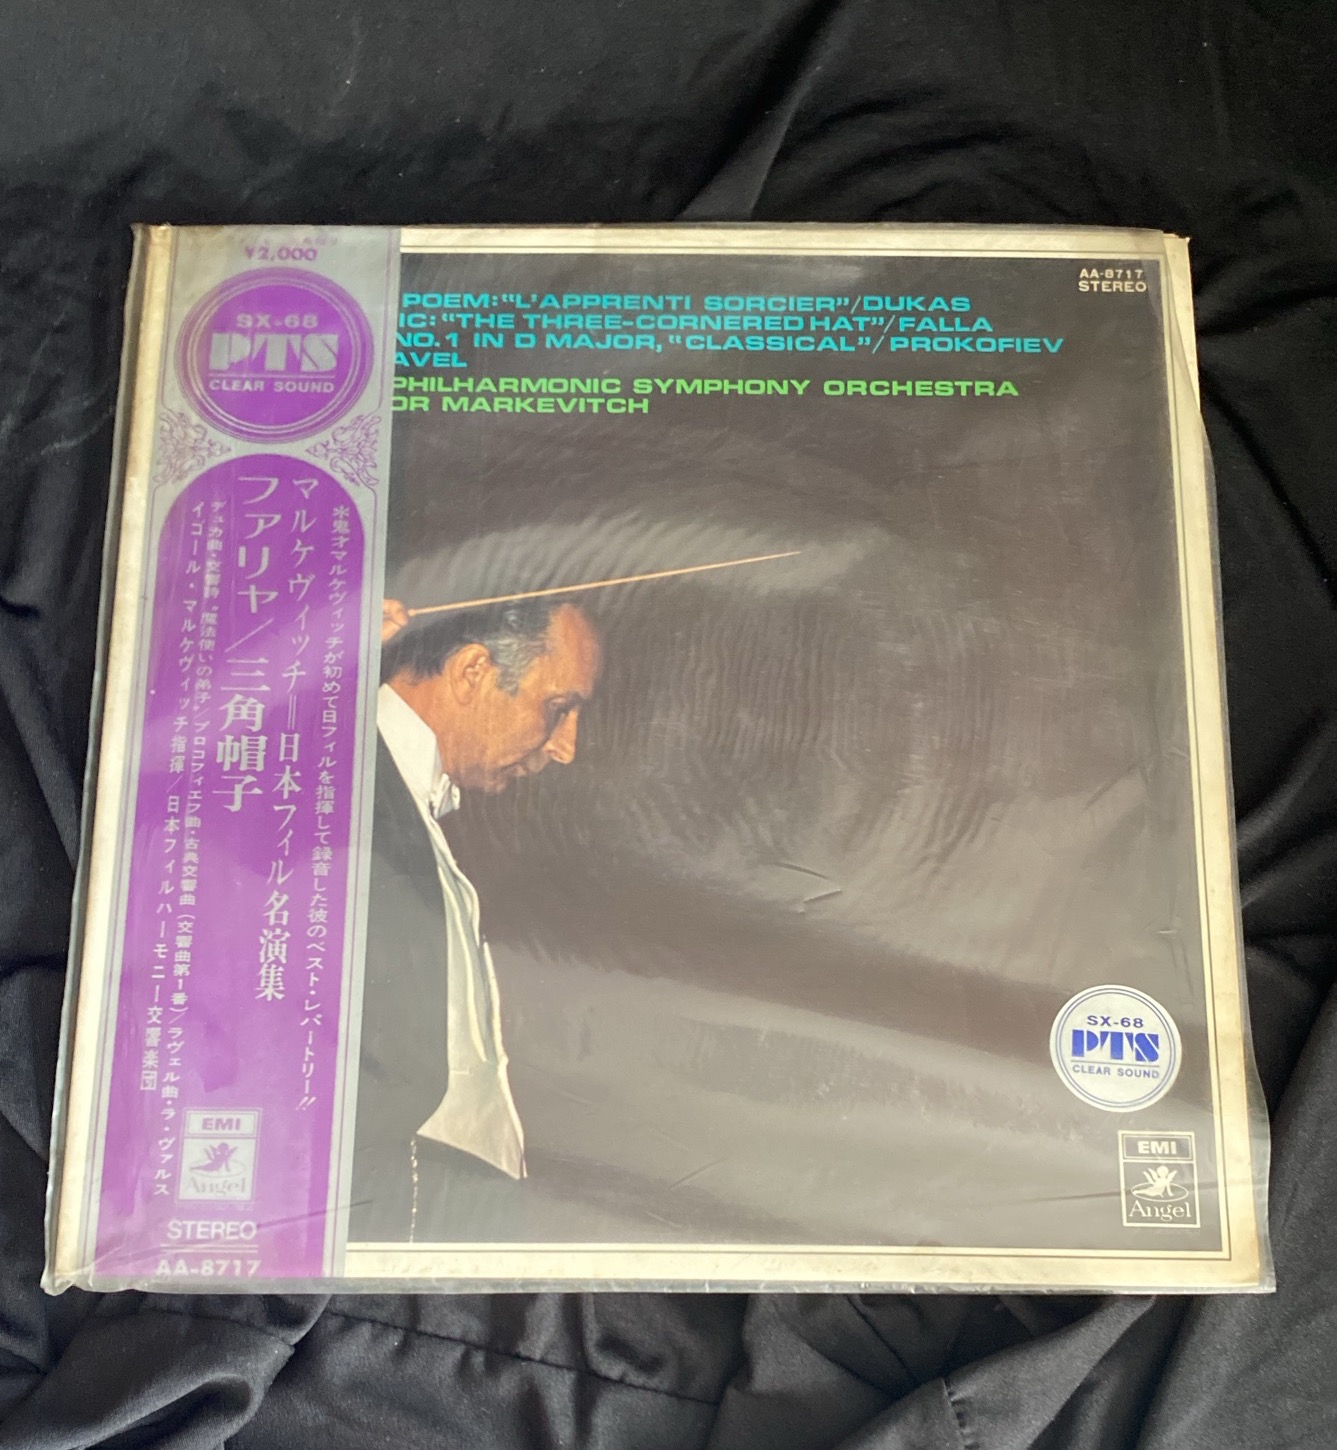 ¥2,000
SX-68
PTS
CLEAR SOUND
*鬼才マルケヴィッチが初めて日フィルを指揮して録音した彼のベスト・レパートリー!!
マルケヴィッチ=日本フィル名演集
ファリャ/三角帽子
デュカ曲・交響詩“魔法使いの弟子”/プロコフィエフ曲・古典交響曲(交響曲第1番)/ラヴェル曲・ラ・ヴァルス
イゴール・マルケヴィッチ指揮/日本フィルハーモニー交響楽団
EMI
Angel
STEREO
AA-8717
AA-8717
STEREO
POEM:"L'APPRENTI SORCIER"/DUKAS
IC:"THE THREE-CORNERED HAT"/FALLA
NO.1 IN D MAJOR,"CLASSICAL"/PROKOFIEV
AVEL
PHILHARMONIC SYMPHONY ORCHESTRA
OR MARKEVITCH
SX-68
PTS
CLEAR SOUND
EMI
Angel